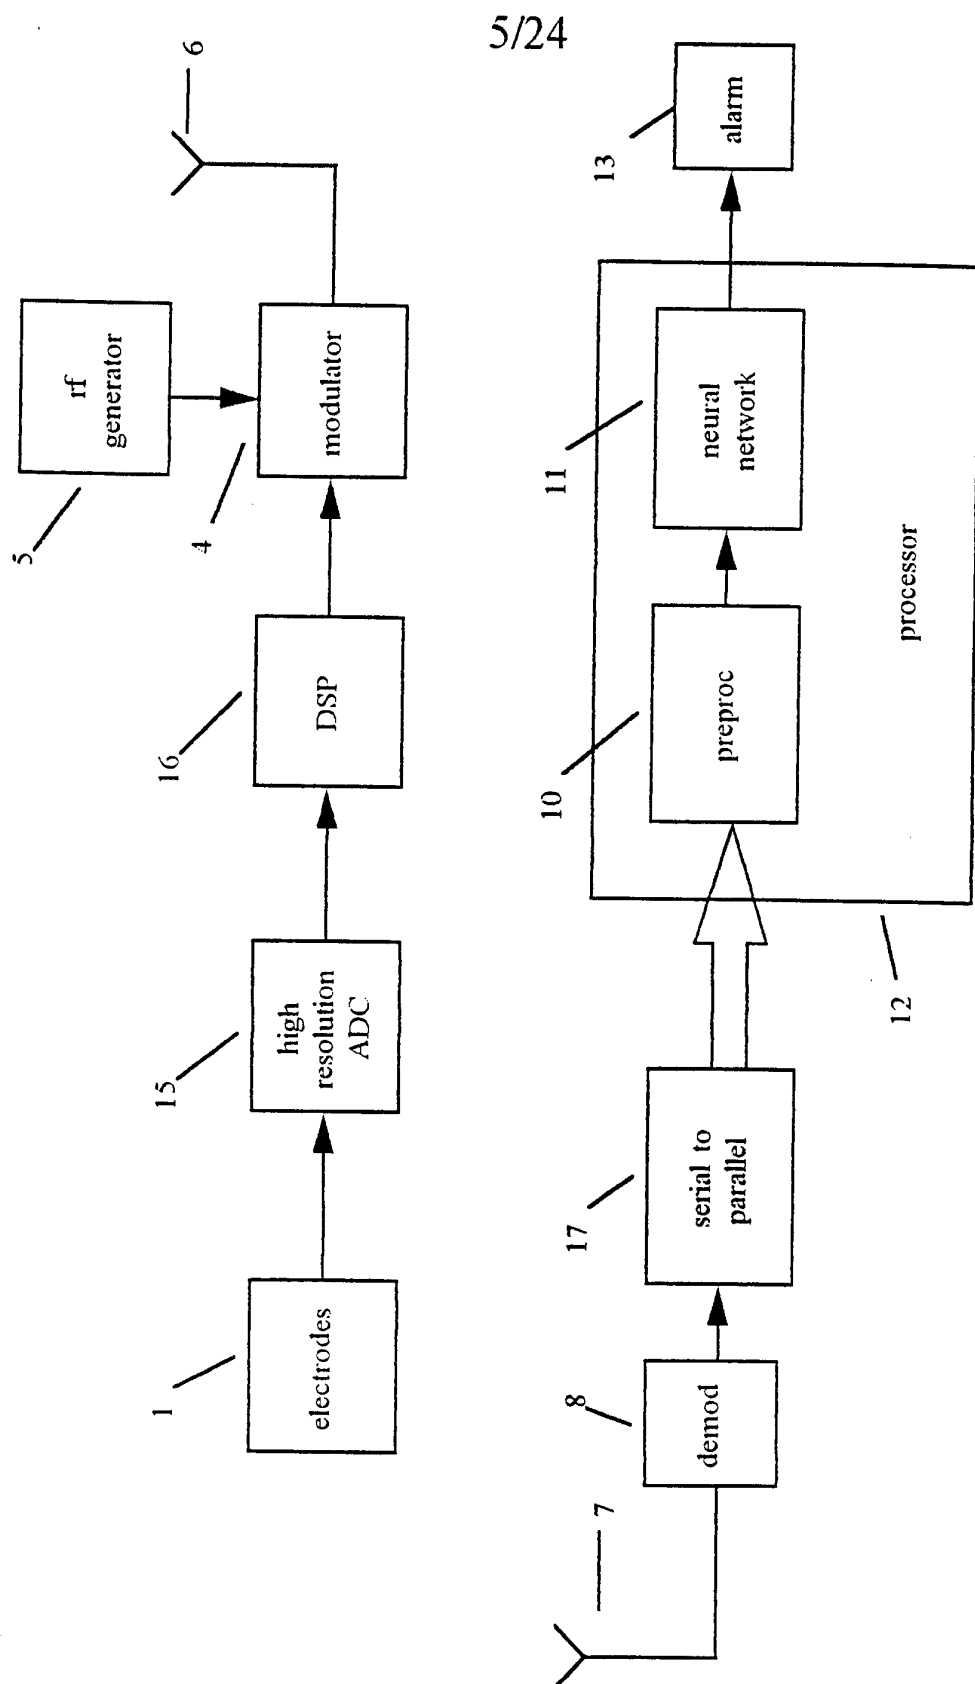 5/24
6
rf
generator
5
modulator
4
DSP
16
high
resolution
ADC
15
electrodes
1
alarm
13
neural
network
11
preproc
10
processor
12
serial to
parallel
17
demod
8
7